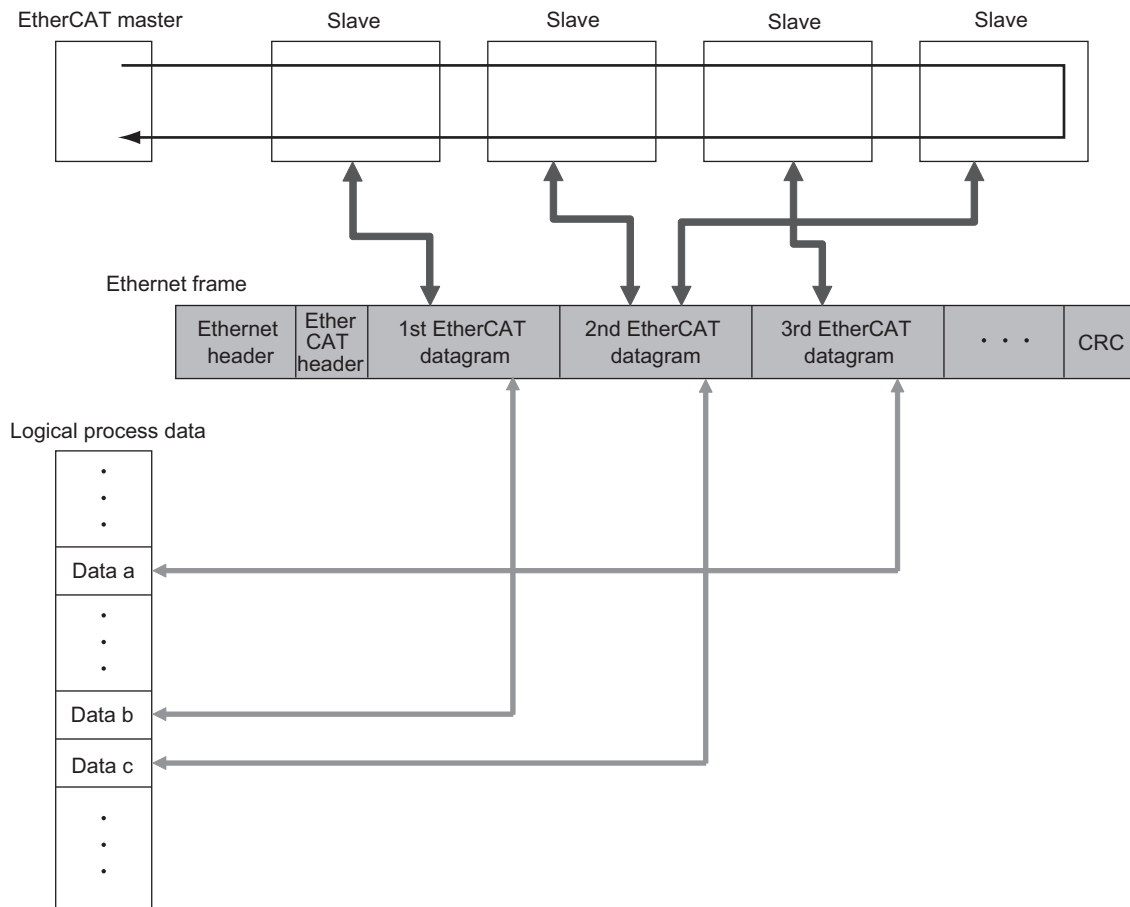 EtherCAT master
Slave
Slave
Slave
Slave
Ethernet frame
Ethernet
header
Ether
CAT
header
1st EtherCAT
datagram
2nd EtherCAT
datagram
3rd EtherCAT
datagram
· · ·
CRC
Logical process data
Data a
Data b
Data c